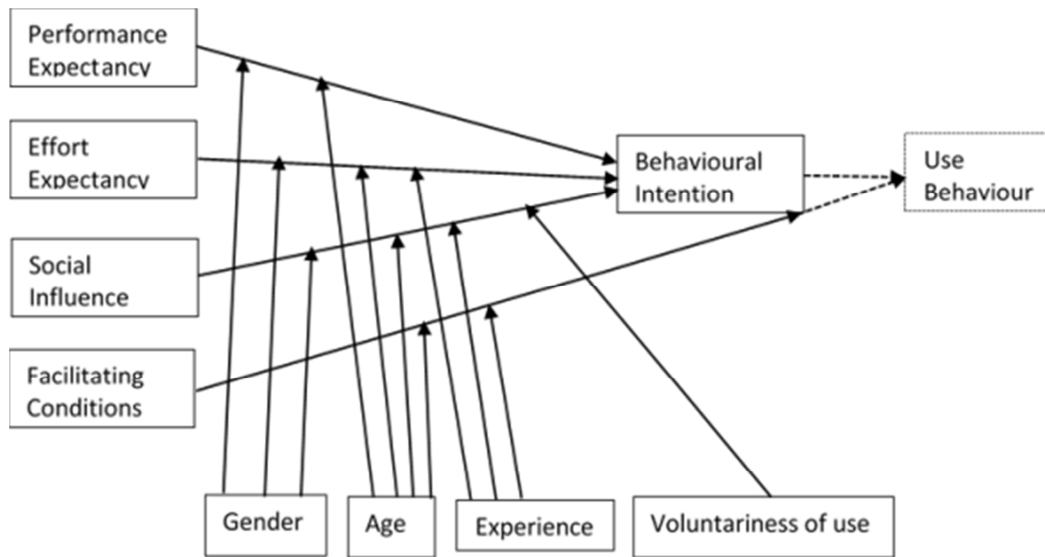 Performance
Expectancy
Effort
Expectancy
Social
Influence
Facilitating
Conditions
Behavioural
Intention
Use
Behaviour
Gender
Age
Experience
Voluntariness of use